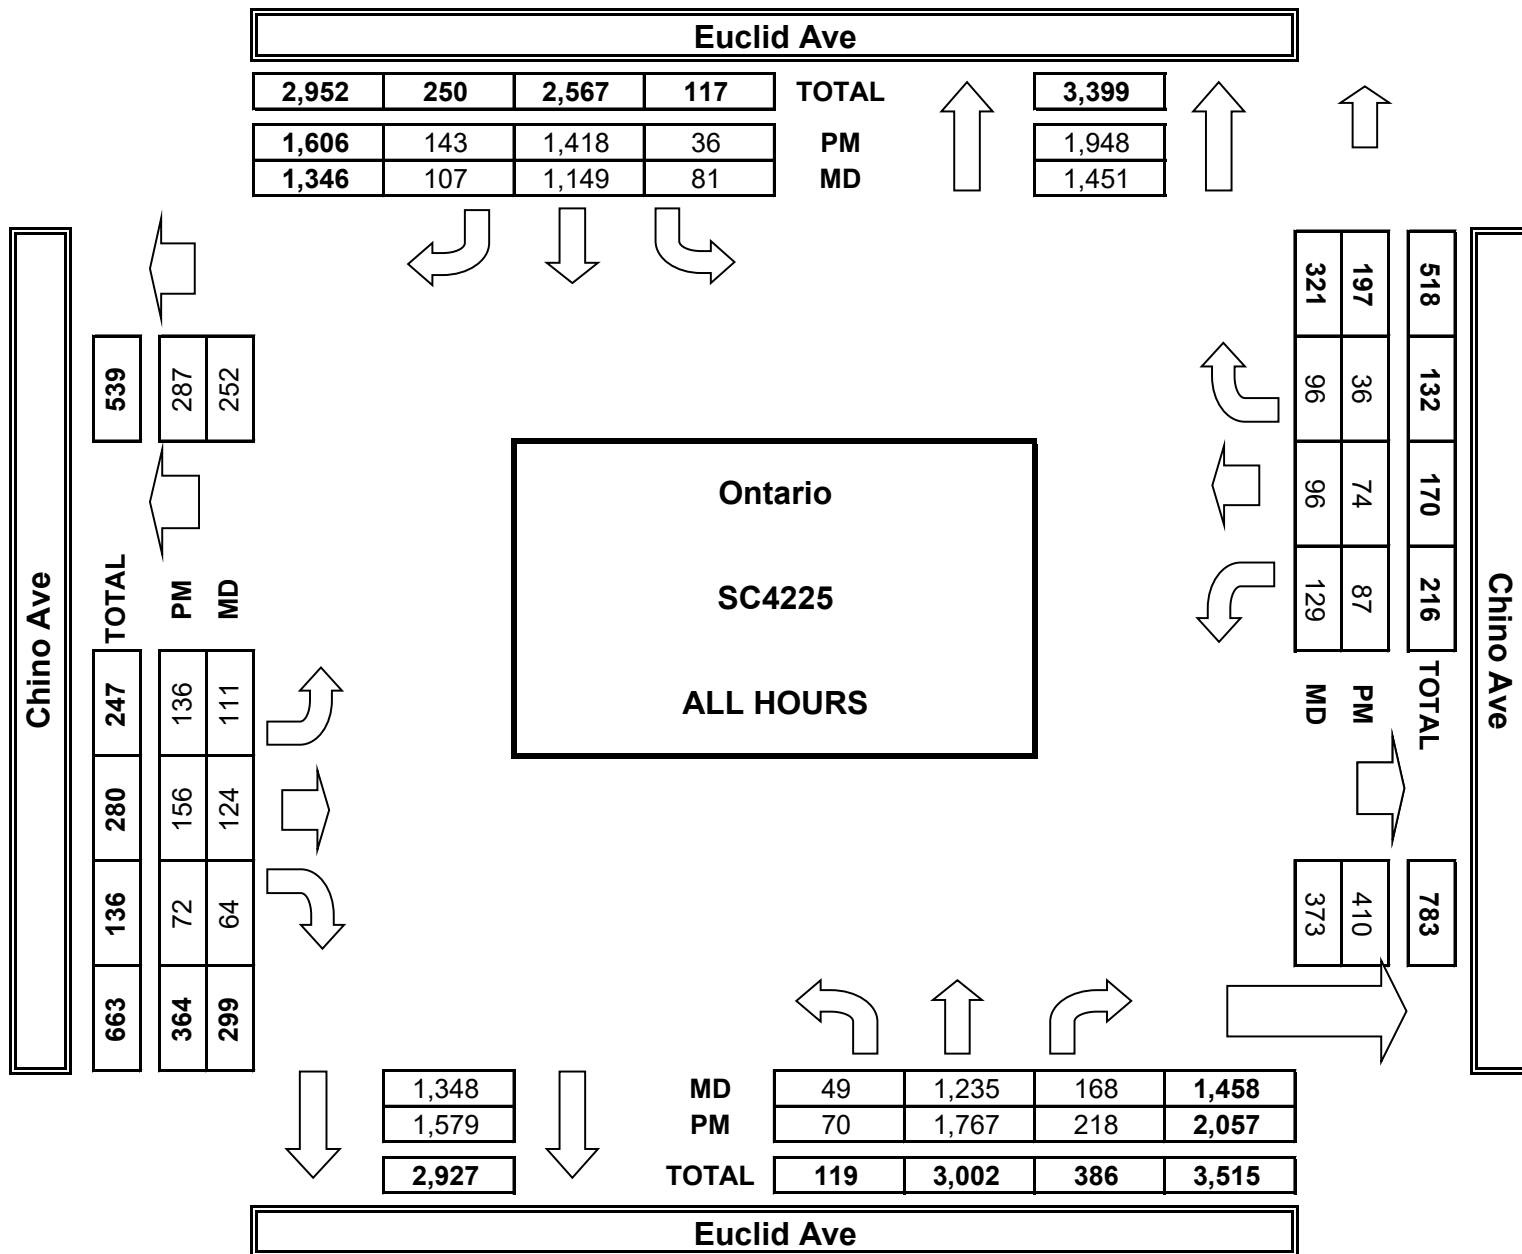 Euclid Ave
2,952 250 2,567 117 TOTAL 3,399
1,606 143 1,418 36 PM 1,948
1,346 107 1,149 81 MD 1,451
Chino Ave
539 287 252
TOTAL PM MD
247 136 111
280 156 124
136 72 64
663 364 299
Ontario
SC4225
ALL HOURS
321 197 518
96 36 132
96 74 170
129 87 216
MD PM TOTAL
373 410 783
Chino Ave
1,348 MD 49 1,235 168 1,458
1,579 PM 70 1,767 218 2,057
2,927 TOTAL 119 3,002 386 3,515
Euclid Ave